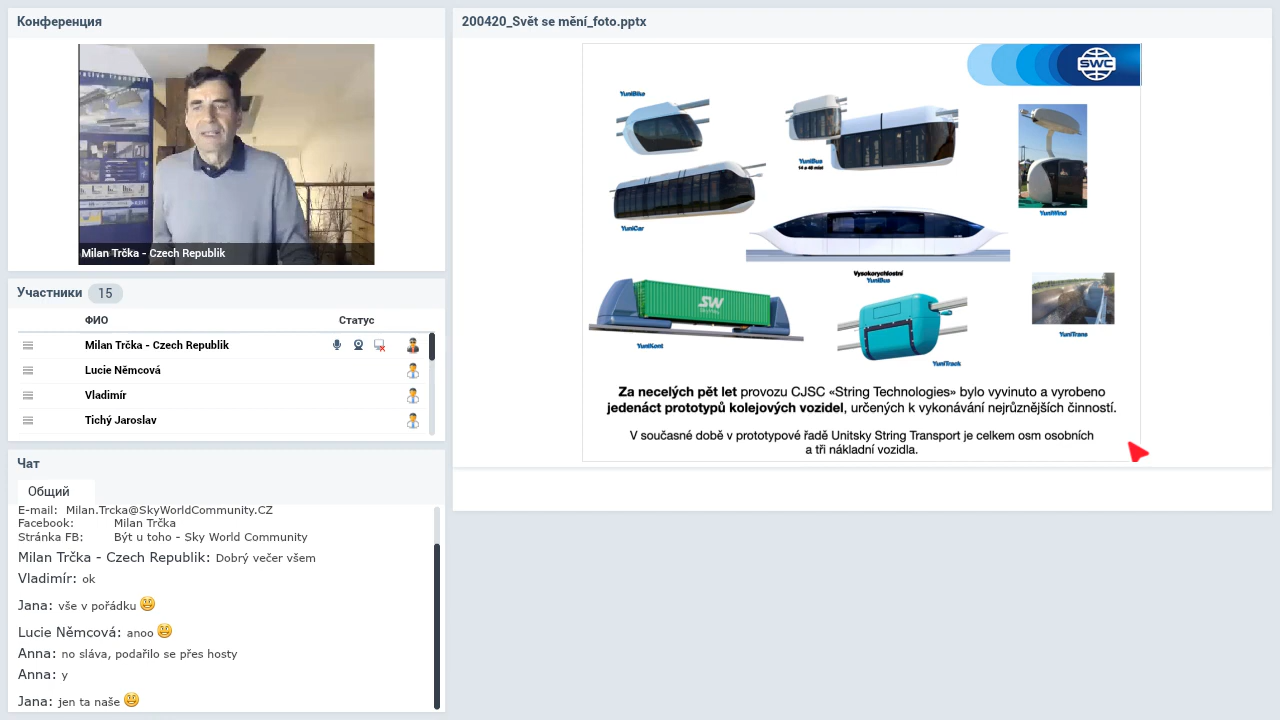 Конференция
Milan Trčka - Czech Republik
Участники 15
ФИО Статус
Milan Trčka - Czech Republik
Lucie Němcová
Vladimír
Tichý Jaroslav
Чат
Общий
E-mail: Milan.Trcka@SkyWorldCommunity.CZ
Facebook: Milan Trčka
Stránka FB: Být u toho - Sky World Community
Milan Trčka - Czech Republik: Dobrý večer všem
Vladimír: ok
Jana: vše v pořádku
Lucie Němcová: anoo
Anna: no sláva, podařilo se přes hosty
Anna: y
Jana: jen ta naše
200420_Svět se mění_foto.pptx
SWC
YuniBike
YuniBus
14 a 48 míst
YuniWind
YuniCar
Vysokorychlostní
YuniBus
SW
SkyWay
YuniKont
YuniTrack
YuniTrans
Za necelých pět let provozu CJSC «String Technologies» bylo vyvinuto a vyrobeno
jedenáct prototypů kolejových vozidel, určených k vykonávání nejrůznějších činností.
V současné době v prototypové řadě Unitsky String Transport je celkem osm osobních
a tři nákladní vozidla.